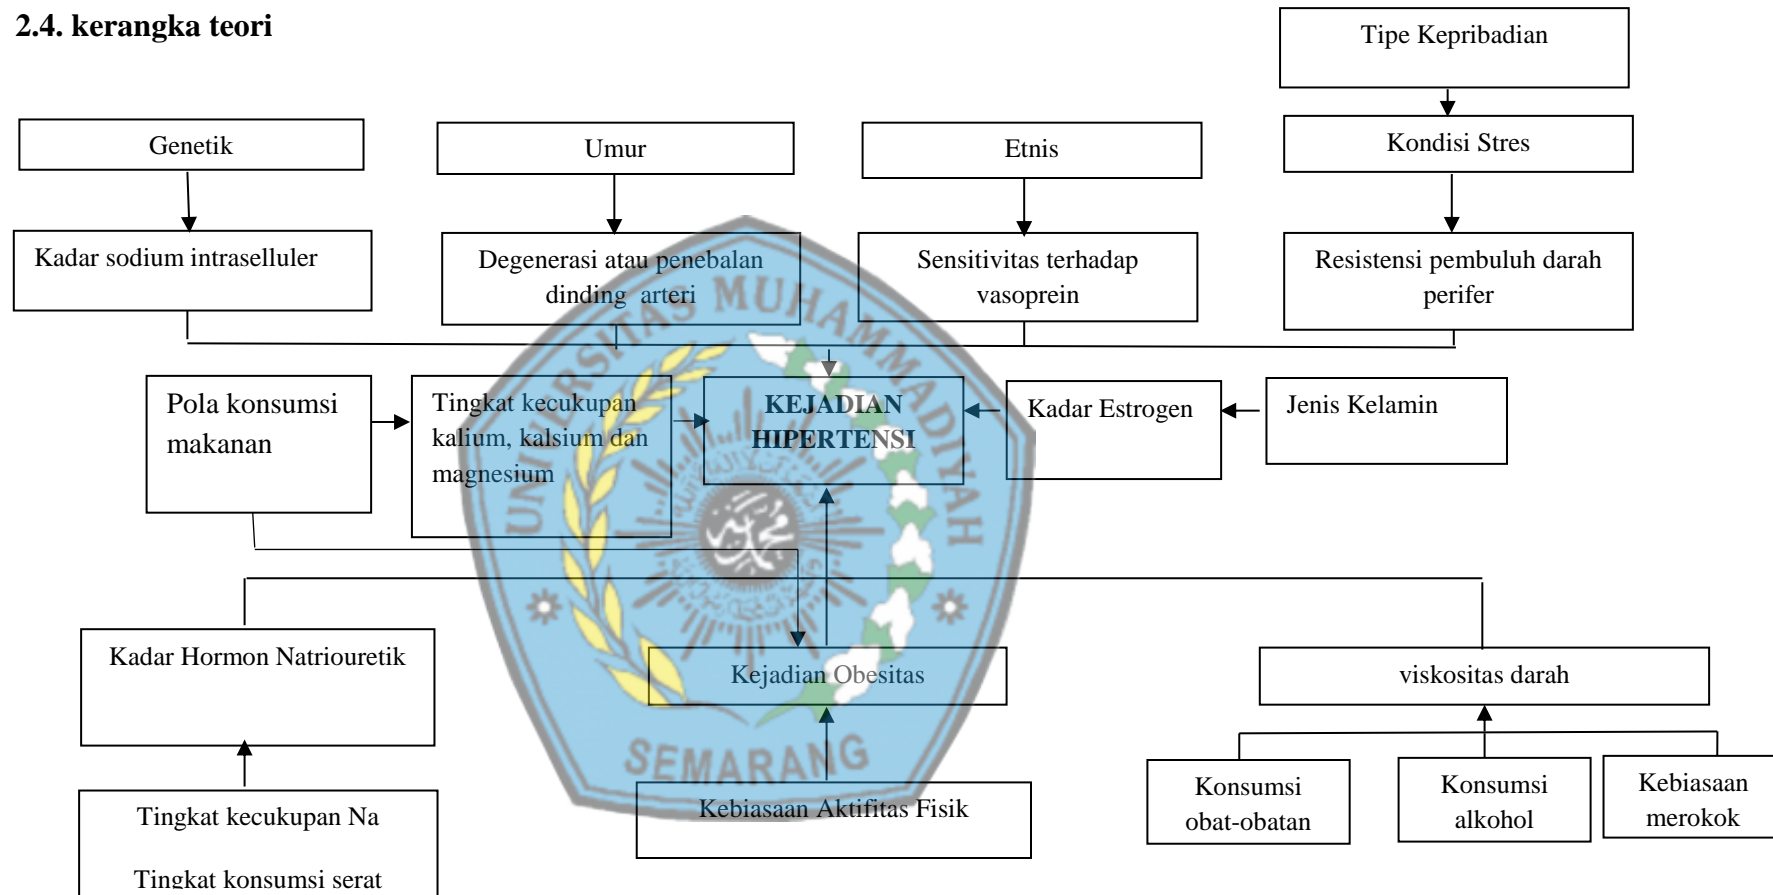 2.4. kerangka teori
Tipe Kepribadian
Genetik
Umur
Etnis
Kondisi Stres
Kadar sodium intraselluler
Degenerasi atau penebalan
dinding arteri
Sensitivitas terhadap
vasoprein
Resistensi pembuluh darah
perifer
Pola konsumsi
makanan
Tingkat kecukupan
kalium, kalsium dan
magnesium
KEJADIAN
HIPERTENSI
Kadar Estrogen
Jenis Kelamin
Kadar Hormon Natriouretik
Kejadian Obesitas
viskositas darah
Tingkat kecukupan Na
Tingkat konsumsi serat
Kebiasaan Aktifitas Fisik
Konsumsi
obat-obatan
Konsumsi
alkohol
Kebiasaan
merokok
UNIVERSITAS MUHAMMADIYAH
SEMARANG